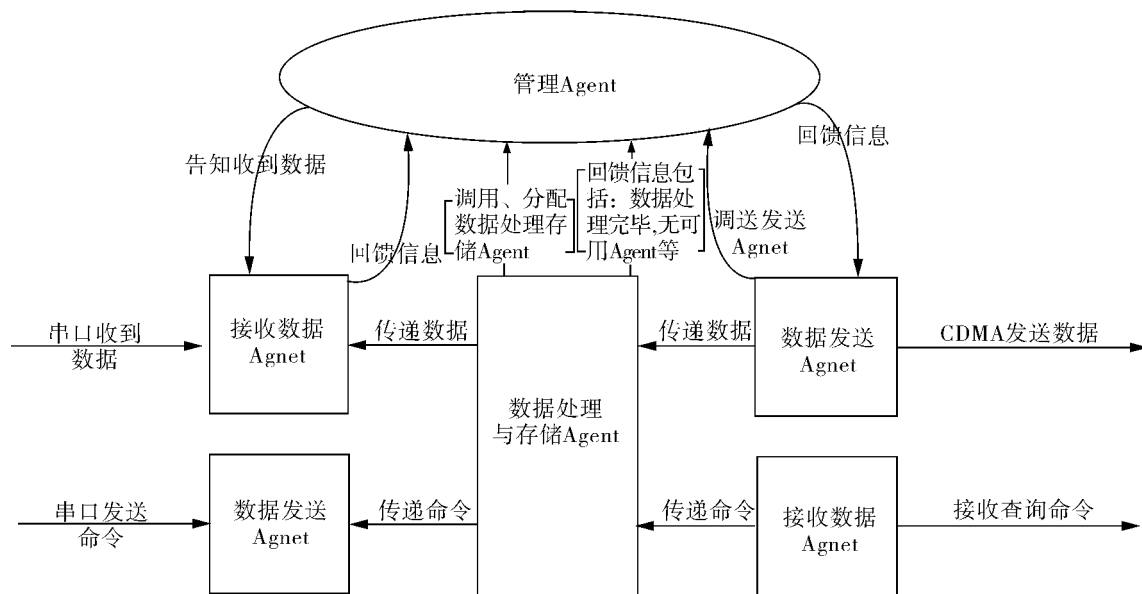 管理Agent
告知收到数据
回馈信息
调用、分配
数据处理存
储Agent
回馈信息包
括：数据处
理完毕,无可
用Agent等
调送发送
Agnet
回馈信息
串口收到
数据
接收数据
Agnet
传递数据
数据处理
与存储Agent
传递数据
数据发送
Agnet
CDMA发送数据
串口发送
命令
数据发送
Agnet
传递命令
传递命令
接收数据
Agnet
接收查询命令